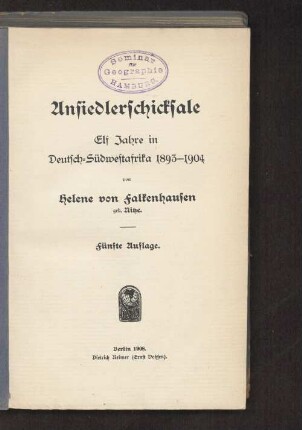 Seminar
für
Geographie
HAMBURG
Ansiedlerschicksale
Elf Jahre in
Deutsch-Südwestafrika 1893–1904
von
Helene von Falkenhausen
geb. Nitze.
Fünfte Auflage.
Berlin 1906.
Dietrich Reimer (Ernst Vohsen).